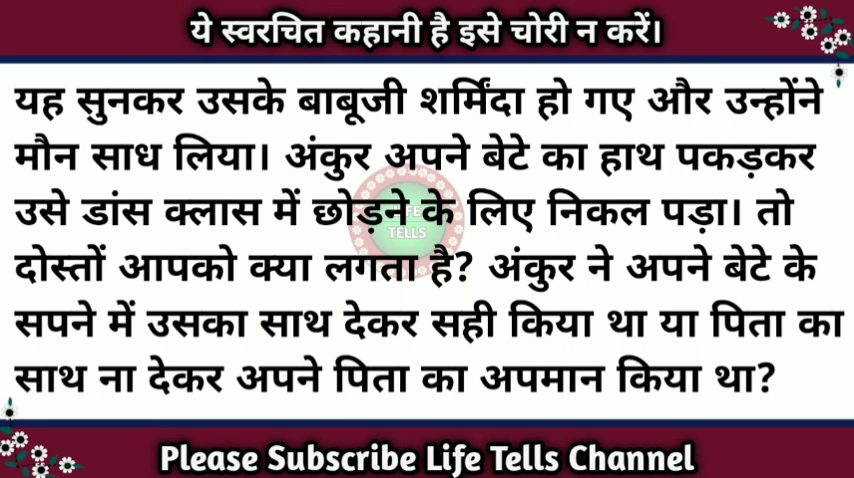 ये स्वरचित कहानी है इसे चोरी न करें।
यह सुनकर उसके बाबूजी शर्मिंदा हो गए और उन्होंने
मौन साध लिया। अंकुर अपने बेटे का हाथ पकड़कर
उसे डांस क्लास में छोड़ने के लिए निकल पड़ा। तो
LIFE
TELLS
दोस्तों आपको क्या लगता है? अंकुर ने अपने बेटे के
सपने में उसका साथ देकर सही किया था या पिता का
साथ ना देकर अपने पिता का अपमान किया था?
Please Subscribe Life Tells Channel